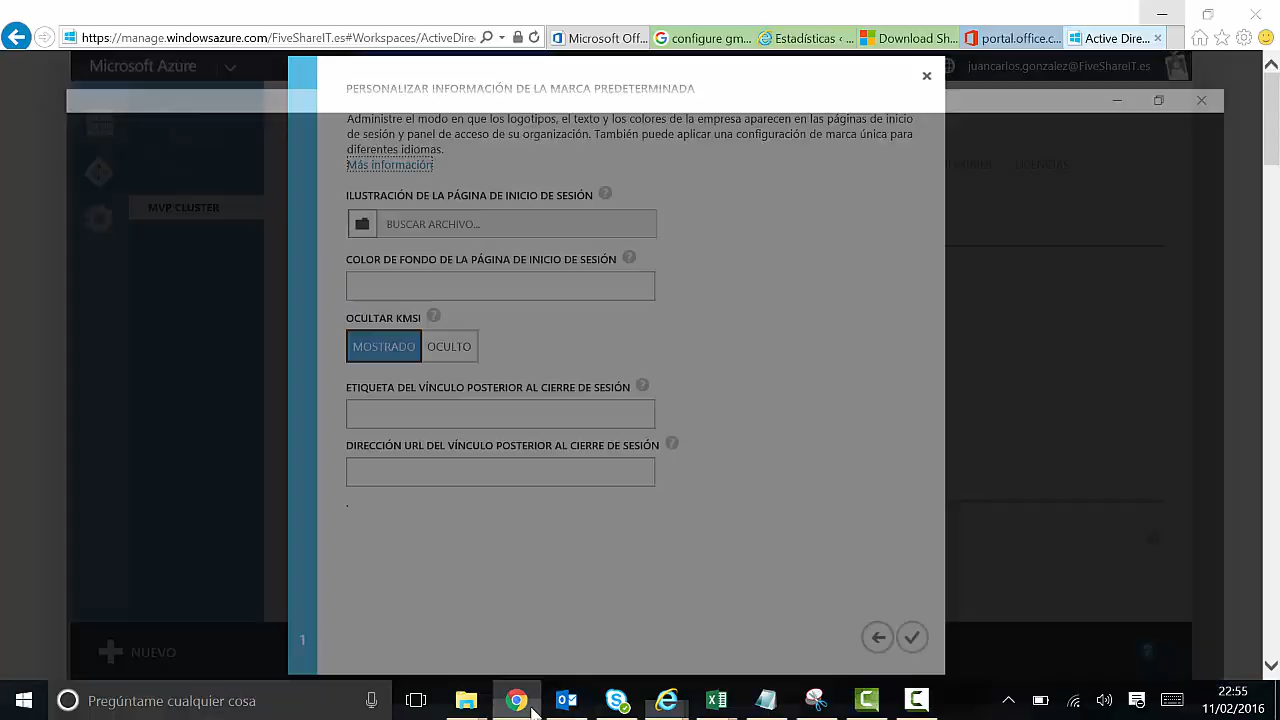 https://manage.windowsazure.com/FiveShareIT.es#Workspaces/ActiveDire
Microsoft Off...
configure gm...
Estadísticas ‹ ...
Download Sh...
portal.office.c...
Active Dire...
Microsoft Azure
juancarlos.gonzalez@FiveShareIT.es
PERSONALIZAR INFORMACIÓN DE LA MARCA PREDETERMINADA
Administre el modo en que los logotipos, el texto y los colores de la empresa aparecen en las páginas de inicio
de sesión y panel de acceso de su organización. También puede aplicar una configuración de marca única para
diferentes idiomas.
Más información
LICENCIAS
MVP CLUSTER
ILUSTRACIÓN DE LA PÁGINA DE INICIO DE SESIÓN ?
BUSCAR ARCHIVO...
COLOR DE FONDO DE LA PÁGINA DE INICIO DE SESIÓN ?
OCULTAR KMSI ?
MOSTRADO OCULTO
ETIQUETA DEL VÍNCULO POSTERIOR AL CIERRE DE SESIÓN ?
DIRECCIÓN URL DEL VÍNCULO POSTERIOR AL CIERRE DE SESIÓN ?
.
1
NUEVO
?
Pregúntame cualquier cosa
22:55
11/02/2016